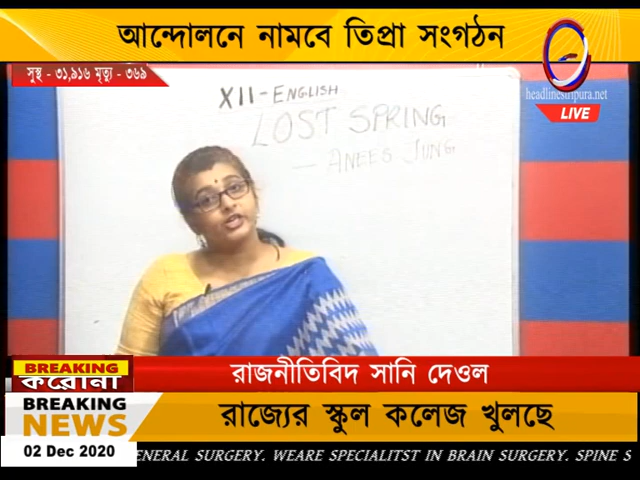 আন্দোলনে নামবে তিপ্রা সংগঠন
সুস্থ - ৩১,৯১৬ মৃত্যু - ৩৬৯
headlinestripura.net
LIVE
XII - ENGLISH
LOST SPRING
- ANEES JUNG
BREAKING
করোনা
রাজনীতিবিদ সানি দেওল
BREAKING
NEWS
রাজ্যের স্কুল কলেজ খুলছে
02 Dec 2020
ENERAL SURGERY. WEARE SPECIALITST IN BRAIN SURGERY. SPINE S